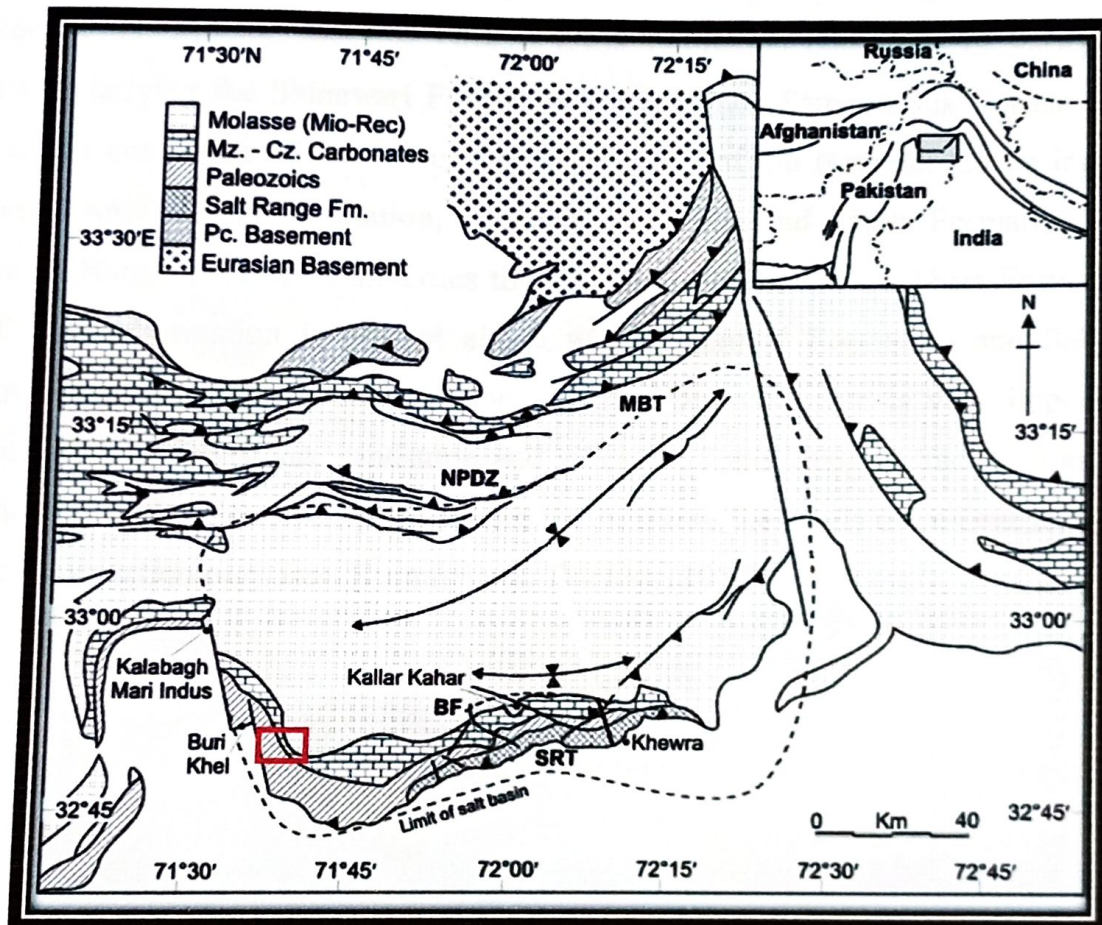 71°30′N 71°45′ 72°00′ 72°15′
Russia
China
Afghanistan
Pakistan
India
Molasse (Mio-Rec)
Mz. - Cz. Carbonates
Paleozoics
Salt Range Fm.
Pc. Basement
Eurasian Basement
33°30′E
N
MBT
33°15′
33°15′
NPDZ
33°00′
33°00′
Kalabagh
Mari Indus
Kallar Kahar
BF
Buri
Khel
Khewra
SRT
32°45′
Limit of salt basin
32°45′
0 Km 40
71°30′ 71°45′ 72°00′ 72°15′ 72°30′ 72°45′